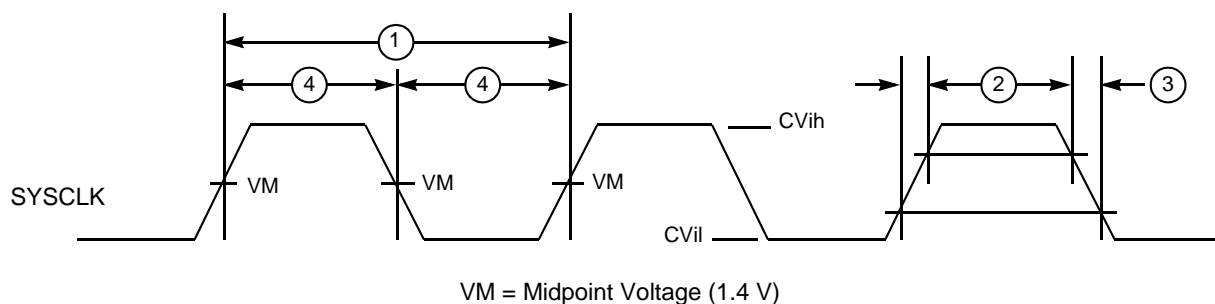 1
4
4
2
3
CVih
VM
VM
VM
SYSCLK
CVil
VM = Midpoint Voltage (1.4 V)